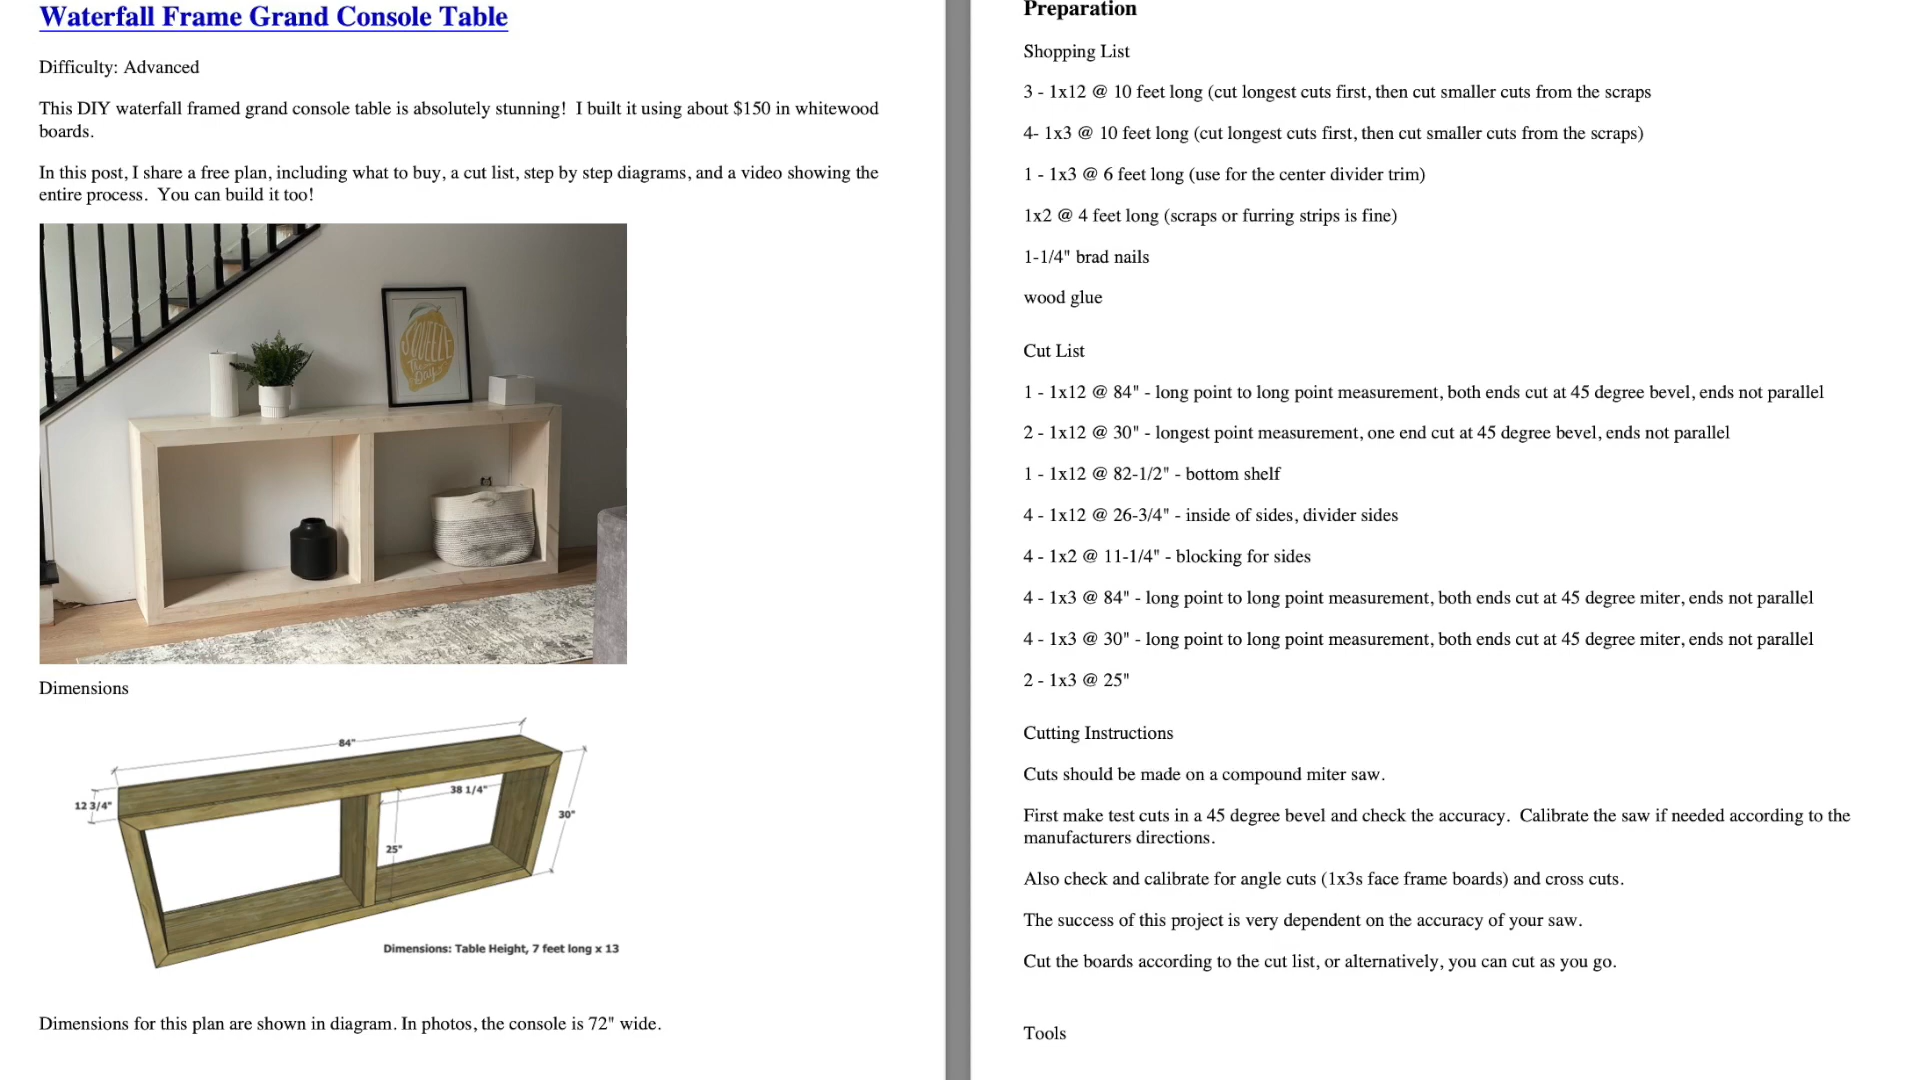 Waterfall Frame Grand Console Table
Difficulty: Advanced
This DIY waterfall framed grand console table is absolutely stunning!  I built it using about $150 in whitewood
boards.
In this post, I share a free plan, including what to buy, a cut list, step by step diagrams, and a video showing the
entire process.  You can build it too!
SQUEEZE
The
Day
Dimensions
84"
12 3/4"
38 1/4"
30"
25"
Dimensions: Table Height, 7 feet long x 13
Dimensions for this plan are shown in diagram. In photos, the console is 72" wide.
Preparation
Shopping List
3 - 1x12 @ 10 feet long (cut longest cuts first, then cut smaller cuts from the scraps
4- 1x3 @ 10 feet long (cut longest cuts first, then cut smaller cuts from the scraps)
1 - 1x3 @ 6 feet long (use for the center divider trim)
1x2 @ 4 feet long (scraps or furring strips is fine)
1-1/4" brad nails
wood glue
Cut List
1 - 1x12 @ 84" - long point to long point measurement, both ends cut at 45 degree bevel, ends not parallel
2 - 1x12 @ 30" - longest point measurement, one end cut at 45 degree bevel, ends not parallel
1 - 1x12 @ 82-1/2" - bottom shelf
4 - 1x12 @ 26-3/4" - inside of sides, divider sides
4 - 1x2 @ 11-1/4" - blocking for sides
4 - 1x3 @ 84" - long point to long point measurement, both ends cut at 45 degree miter, ends not parallel
4 - 1x3 @ 30" - long point to long point measurement, both ends cut at 45 degree miter, ends not parallel
2 - 1x3 @ 25"
Cutting Instructions
Cuts should be made on a compound miter saw.
First make test cuts in a 45 degree bevel and check the accuracy.  Calibrate the saw if needed according to the
manufacturers directions.
Also check and calibrate for angle cuts (1x3s face frame boards) and cross cuts.
The success of this project is very dependent on the accuracy of your saw.
Cut the boards according to the cut list, or alternatively, you can cut as you go.
Tools